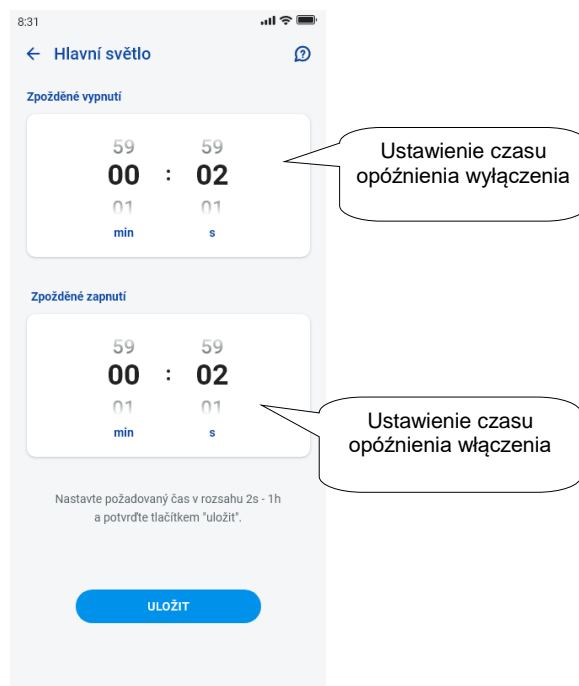 8:31
Hlavní světlo
Zpožděné vypnutí
59 59
00 : 02
01 01
min s
Ustawienie czasu
opóźnienia wyłączenia
Zpožděné zapnutí
59 59
00 : 02
01 01
min s
Ustawienie czasu
opóźnienia włączenia
Nastavte požadovaný čas v rozsahu 2s - 1h
a potvrďte tlačítkem "uložit".
ULOŽIT